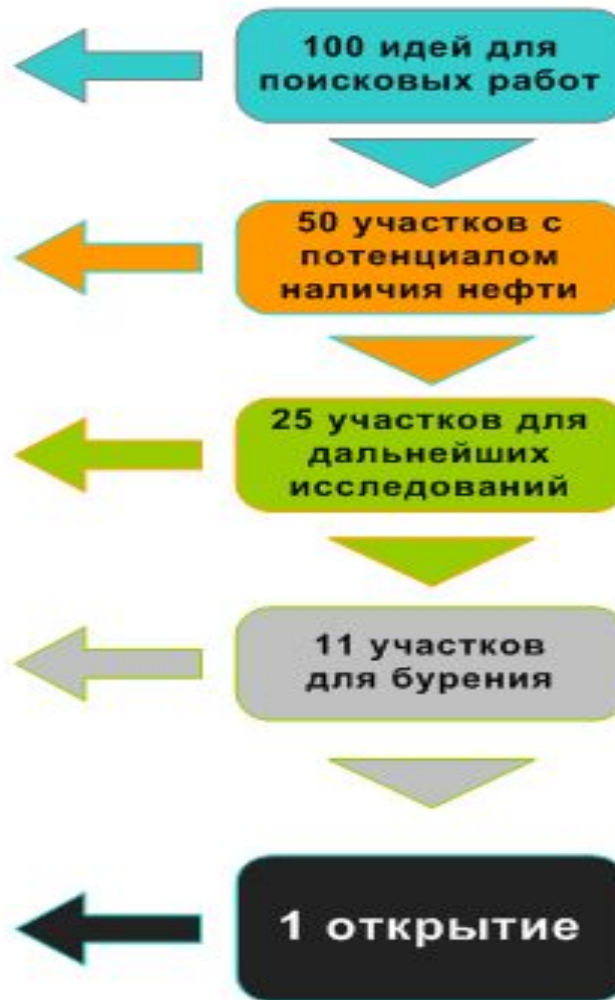 100 идей для
поисковых работ
50 участков с
потенциалом
наличия нефти
25 участков для
дальнейших
исследований
11 участков
для бурения
1 открытие